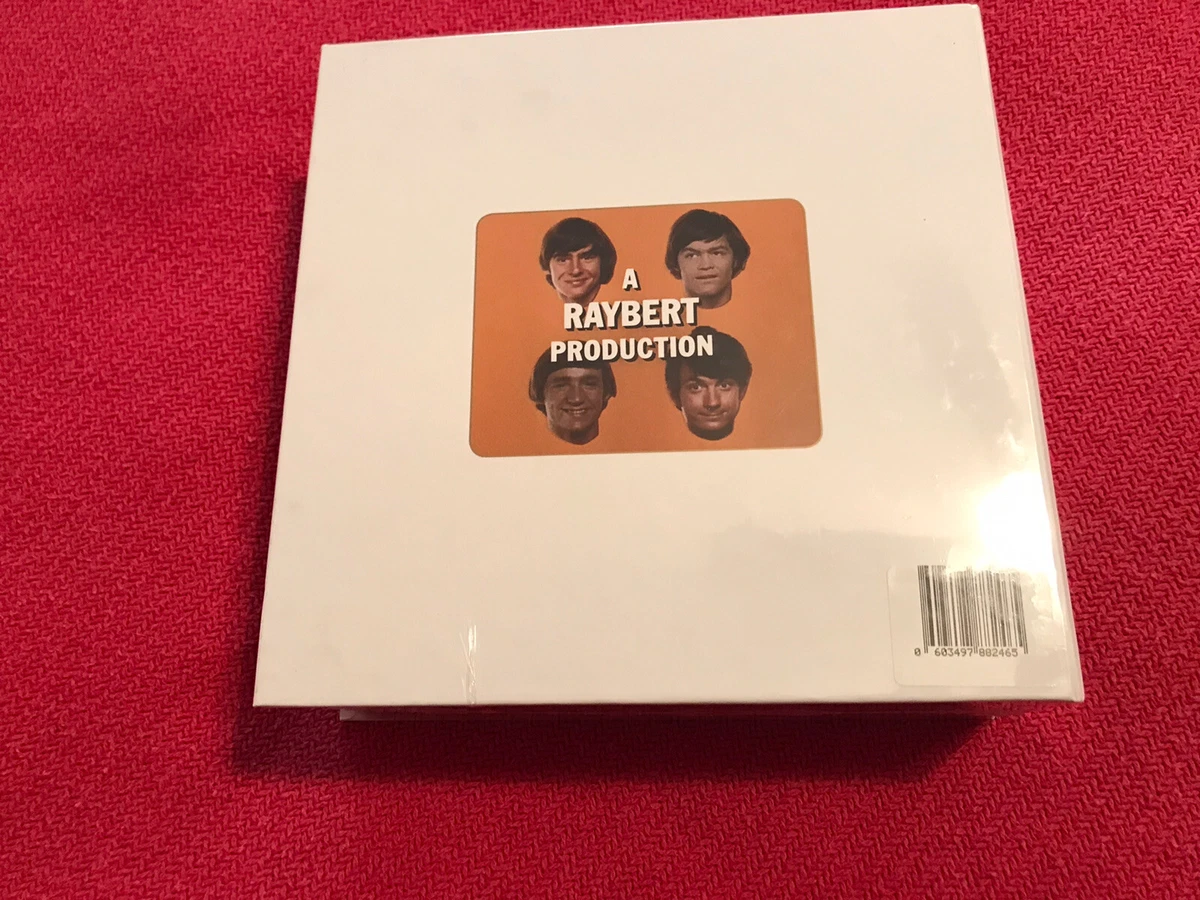 A
RAYBERT
PRODUCTION
0 603497 882465